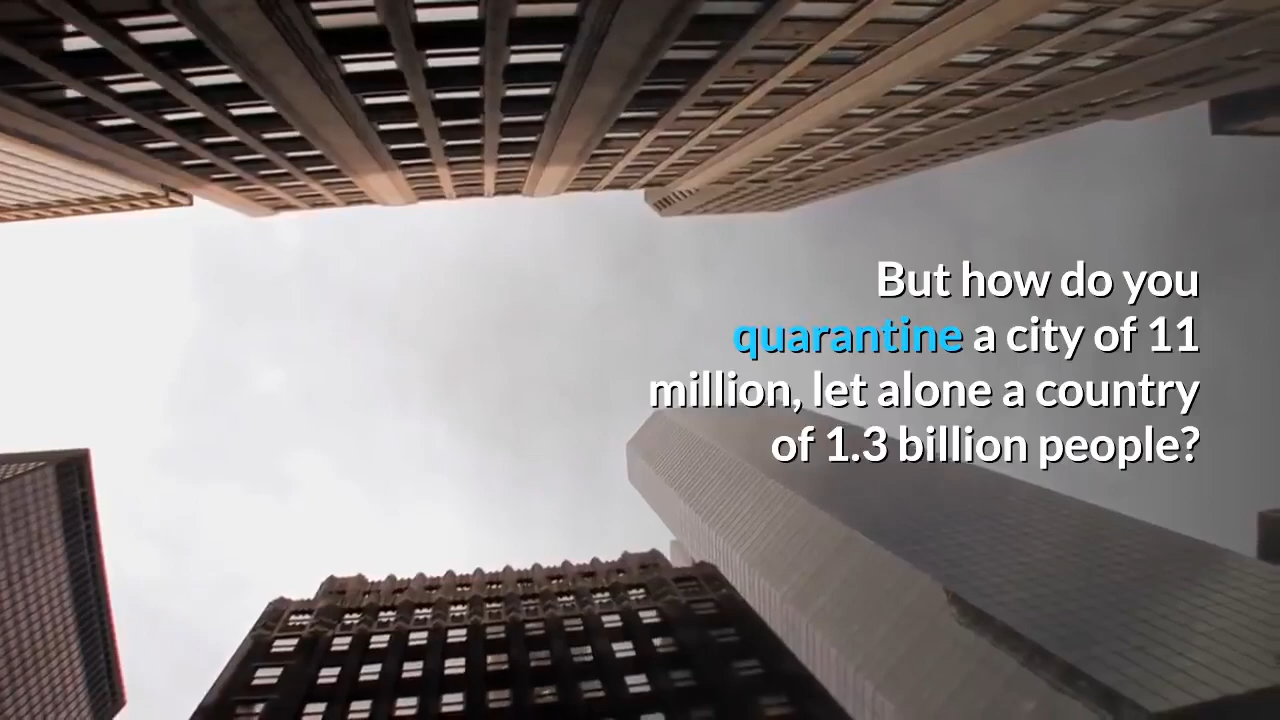 But how do you
quarantine a city of 11
million, let alone a country
of 1.3 billion people?